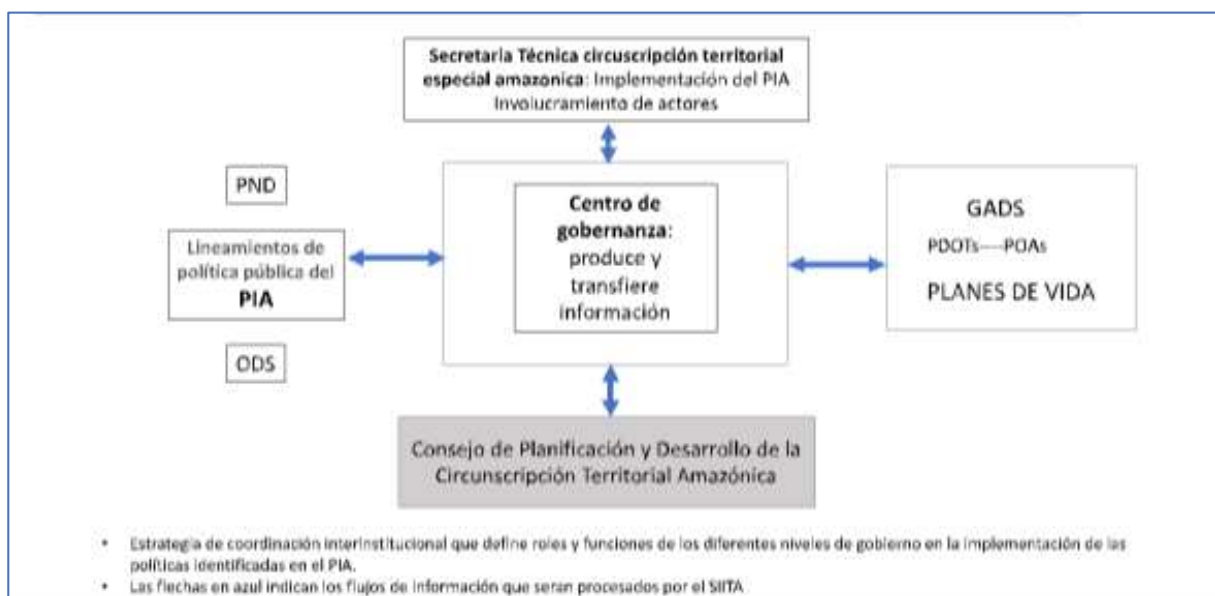 Secretaria Técnica circuscripción territorial
especial amazonica: Implementación del PIA
Involucramiento de actores
PND
Lineamientos de
política pública del
PIA
ODS
Centro de
gobernanza:
produce y
transfiere
información
GADS
PDOTs----POAs
PLANES DE VIDA
Consejo de Planificación y Desarrollo de la
Circunscripción Territorial Amazónica
• Estrategia de coordinación interinstitucional que define roles y funciones de los diferentes niveles de gobierno en la implementación de las
políticas identificadas en el PIA.
• Las flechas en azul indican los flujos de información que seran procesados por el SIITA